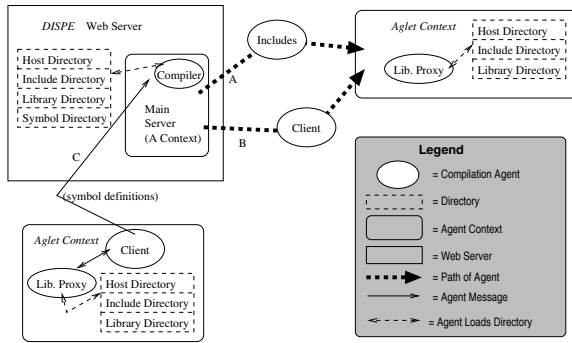 DISPE Web Server
Host Directory
Include Directory
Library Directory
Symbol Directory
Compiler
Main
Server
(A Context)
A
B
C
Includes
Client
Aglet Context
Lib. Proxy
Host Directory
Include Directory
Library Directory
(symbol definitions)
Aglet Context
Client
Lib. Proxy
Host Directory
Include Directory
Library Directory
Legend
= Compilation Agent
= Directory
= Agent Context
= Web Server
= Path of Agent
= Agent Message
= Agent Loads Directory